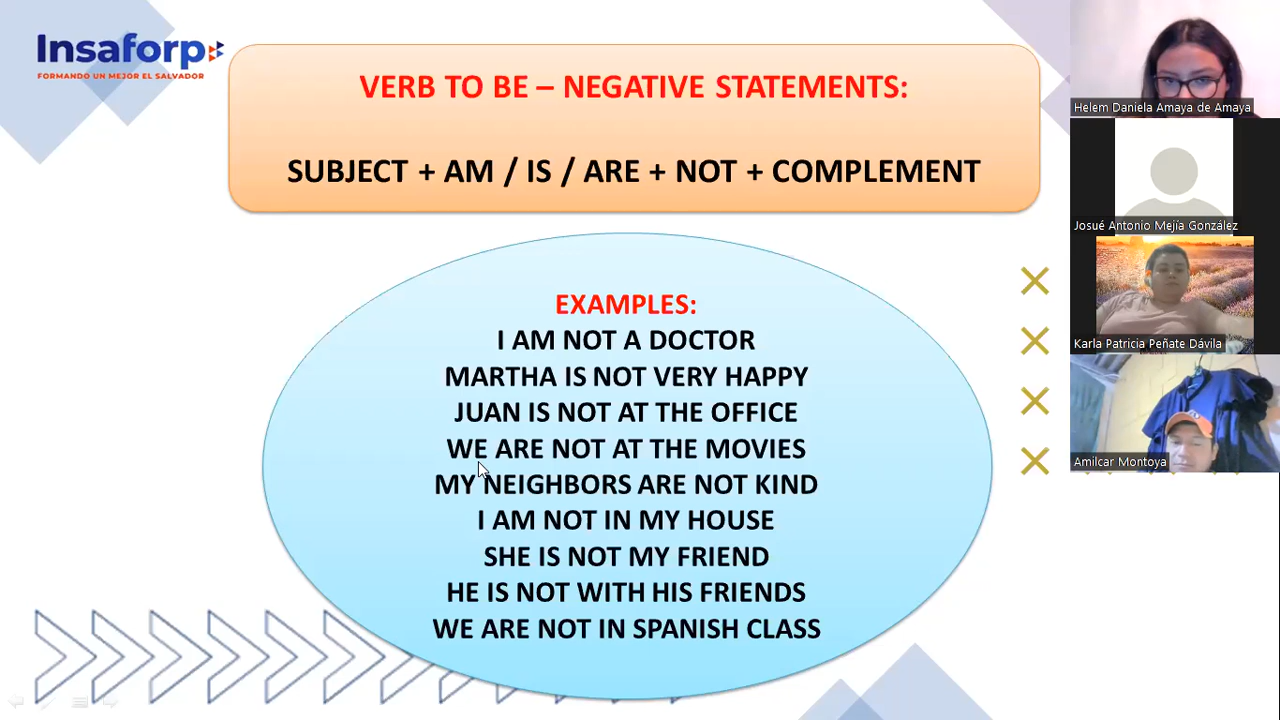 Insaforp
FORMANDO UN MEJOR EL SALVADOR
VERB TO BE – NEGATIVE STATEMENTS:
SUBJECT + AM / IS / ARE + NOT + COMPLEMENT
EXAMPLES:
I AM NOT A DOCTOR
MARTHA IS NOT VERY HAPPY
JUAN IS NOT AT THE OFFICE
WE ARE NOT AT THE MOVIES
MY NEIGHBORS ARE NOT KIND
I AM NOT IN MY HOUSE
SHE IS NOT MY FRIEND
HE IS NOT WITH HIS FRIENDS
WE ARE NOT IN SPANISH CLASS
Helem Daniela Amaya de Amaya
Josué Antonio Mejía González
Karla Patricia Peñate Dávila
Amilcar Montoya